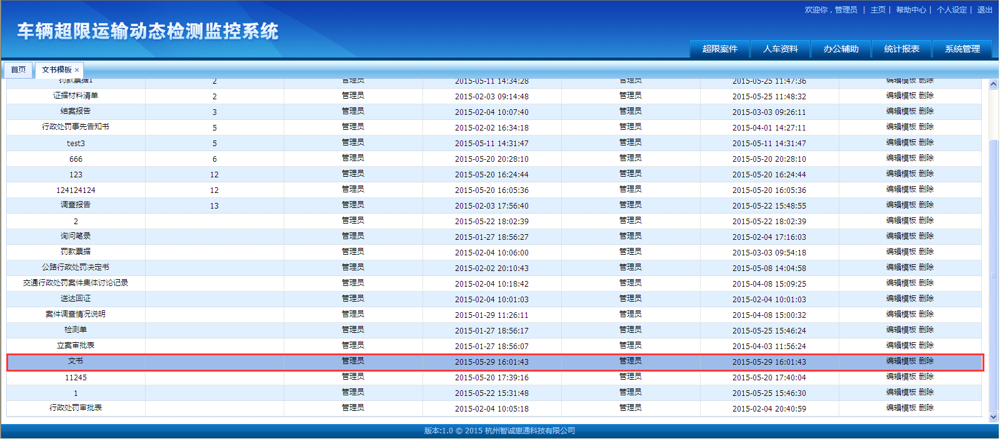 欢迎你，管理员 | 主页 | 帮助中心 | 个人设定 | 退出
车辆超限运输动态检测监控系统
超限案件 人车资料 办公辅助 统计报表 系统管理
首页 文书模板 ×
罚款票据1 2 管理员 2015-05-11 14:34:28 管理员 2015-05-25 11:47:36 编辑模板 删除
证据材料清单 2 管理员 2015-02-03 09:14:48 管理员 2015-05-25 11:48:32 编辑模板 删除
结案报告 3 管理员 2015-02-04 10:07:40 管理员 2015-03-03 09:26:11 编辑模板 删除
行政处罚事先告知书 5 管理员 2015-02-02 16:34:18 管理员 2015-04-01 14:27:11 编辑模板 删除
test3 5 管理员 2015-05-11 14:31:47 管理员 2015-05-11 14:31:47 编辑模板 删除
666 6 管理员 2015-05-20 20:28:10 管理员 2015-05-20 20:28:10 编辑模板 删除
123 12 管理员 2015-05-20 16:24:44 管理员 2015-05-20 16:24:44 编辑模板 删除
124124124 12 管理员 2015-05-20 16:05:36 管理员 2015-05-20 16:05:36 编辑模板 删除
调查报告 13 管理员 2015-02-03 17:56:40 管理员 2015-05-22 15:48:55 编辑模板 删除
2 管理员 2015-05-22 18:02:39 管理员 2015-05-22 18:02:39 编辑模板 删除
询问笔录 管理员 2015-01-27 18:56:27 管理员 2015-02-04 17:16:03 编辑模板 删除
罚款票据 管理员 2015-02-04 10:06:00 管理员 2015-03-03 09:54:18 编辑模板 删除
公路行政处罚决定书 管理员 2015-02-02 20:10:43 管理员 2015-05-08 14:04:58 编辑模板 删除
交通行政处罚案件集体讨论记录 管理员 2015-02-04 10:18:42 管理员 2015-04-08 15:09:25 编辑模板 删除
送达回证 管理员 2015-02-04 10:01:03 管理员 2015-02-04 10:01:03 编辑模板 删除
案件调查情况说明 管理员 2015-01-29 11:26:11 管理员 2015-04-08 15:00:32 编辑模板 删除
检测单 管理员 2015-01-27 18:56:17 管理员 2015-05-25 15:46:24 编辑模板 删除
立案审批表 管理员 2015-01-27 18:56:07 管理员 2015-04-03 11:56:24 编辑模板 删除
文书 管理员 2015-05-29 16:01:43 管理员 2015-05-29 16:01:43 编辑模板 删除
11245 管理员 2015-05-20 17:39:16 管理员 2015-05-20 17:40:04 编辑模板 删除
1 管理员 2015-05-22 15:31:48 管理员 2015-05-25 15:46:30 编辑模板 删除
行政处罚审批表 管理员 2015-02-04 10:05:18 管理员 2015-02-04 20:40:59 编辑模板 删除
版本:1.0 © 2015 杭州智诚惠通科技有限公司